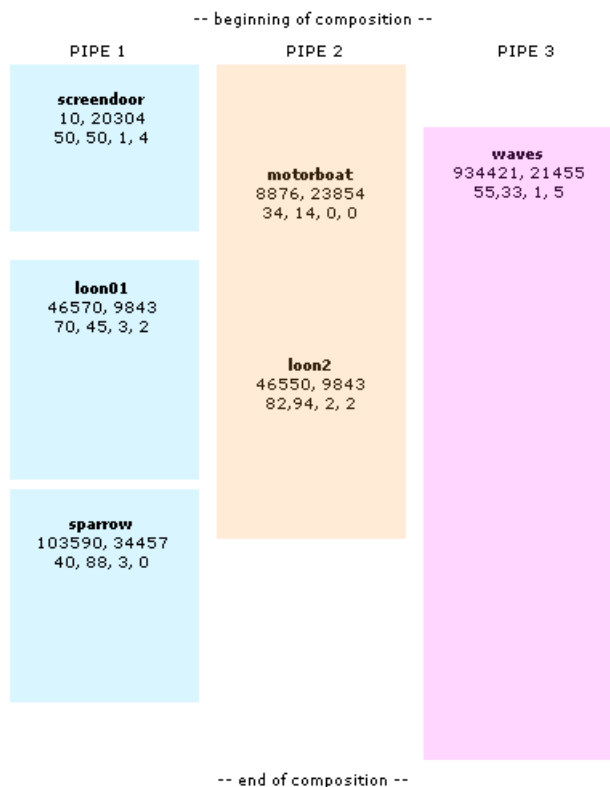 -- beginning of composition --
PIPE 1
PIPE 2
PIPE 3
screendoor
10, 20304
50, 50, 1, 4
motorboat
8876, 23854
34, 14, 0, 0
waves
934421, 21455
55,33, 1, 5
loon01
46570, 9843
70, 45, 3, 2
loon2
46550, 9843
82,94, 2, 2
sparrow
103590, 34457
40, 88, 3, 0
-- end of composition --